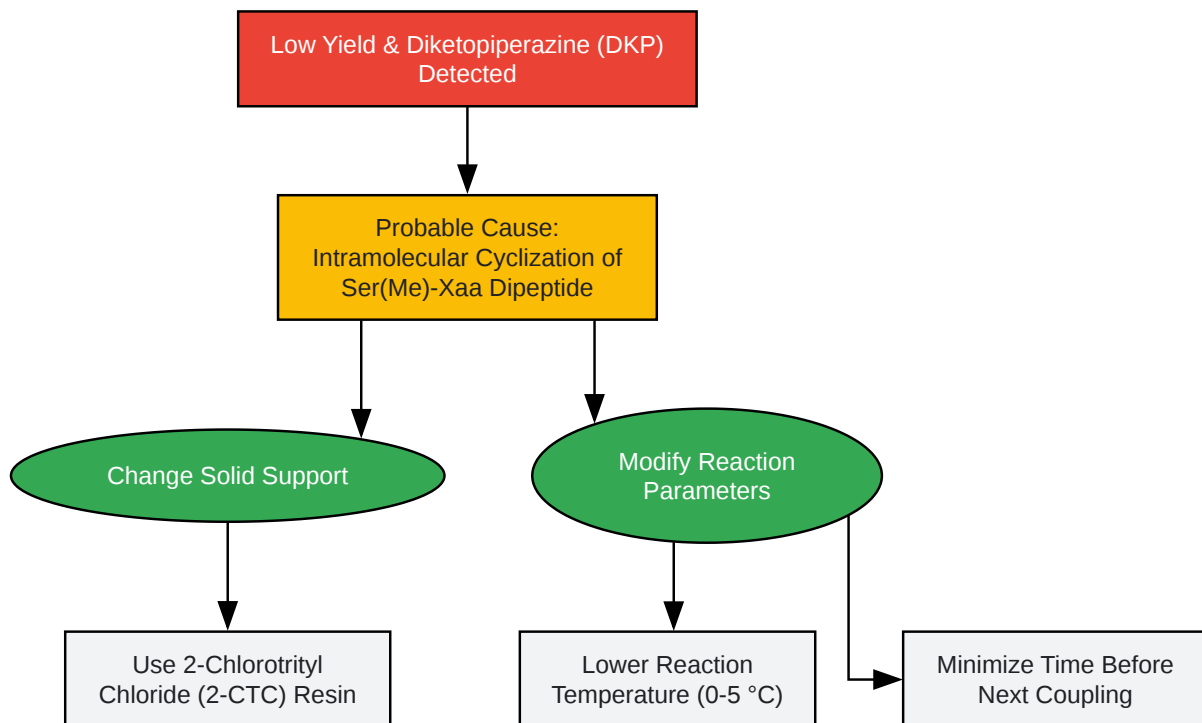 Low Yield & Diketopiperazine (DKP)
Detected
Probable Cause:
Intramolecular Cyclization of
Ser(Me)-Xaa Dipeptide
Change Solid Support
Modify Reaction
Parameters
Use 2-Chlorotrityl
Chloride (2-CTC) Resin
Lower Reaction
Temperature (0-5 °C)
Minimize Time Before
Next Coupling